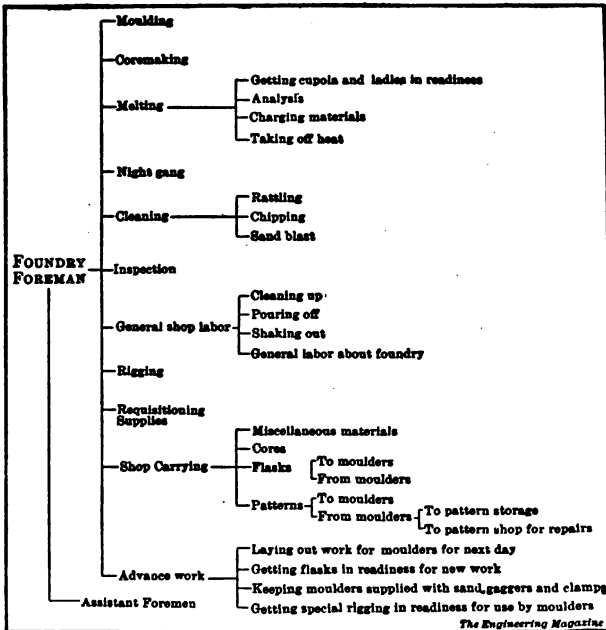 Moulding
Coremaking
Melting
Getting cupola and ladles in readiness
Analysis
Charging materials
Taking off heat
Night gang
Cleaning
Rattling
Chipping
Sand blast
FOUNDRY
FOREMAN
Inspection
General shop labor
Cleaning up
Pouring off
Shaking out
General labor about foundry
Rigging
Requisitioning
Supplies
Shop Carrying
Miscellaneous materials
Cores
Flasks
To moulders
From moulders
Patterns
To moulders
From moulders
To pattern storage
To pattern shop for repairs
Advance work
Laying out work for moulders for next day
Getting flasks in readiness for new work
Keeping moulders supplied with sand, gaggers and clamps
Getting special rigging in readiness for use by moulders
Assistant Foremen
The Engineering Magazine